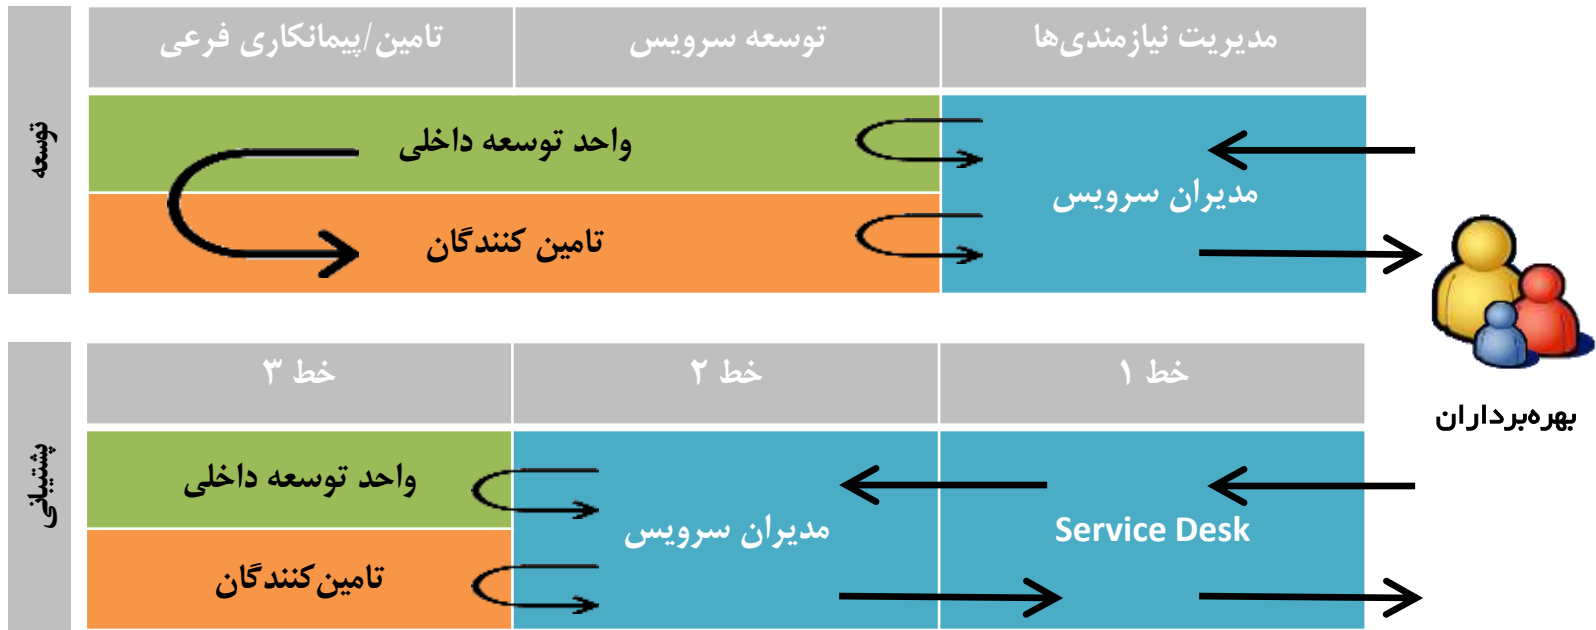 توسعه
مدیریت نیازمندی‌ها
توسعه سرویس
تامین/پیمانکاری فرعی
مدیران سرویس
واحد توسعه داخلی
تامین کنندگان
بهره‌برداران
پشتیبانی
خط ۱
خط ۲
خط ۳
Service Desk
مدیران سرویس
واحد توسعه داخلی
تامین‌کنندگان